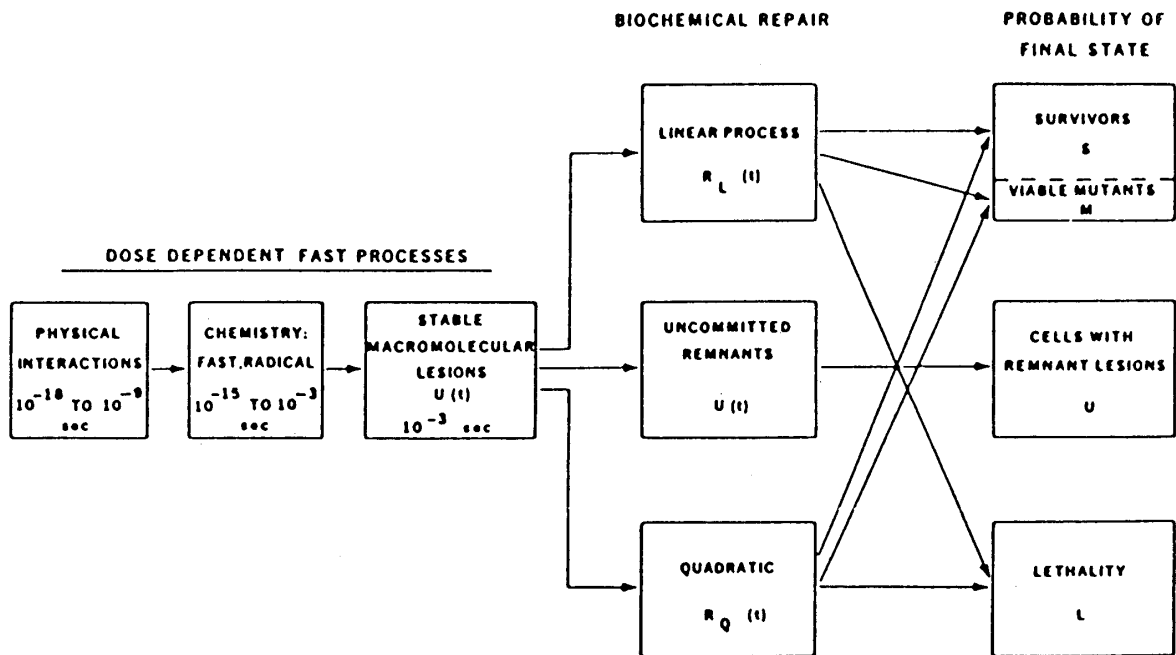 BIOCHEMICAL REPAIR
PROBABILITY OF
FINAL STATE
DOSE DEPENDENT FAST PROCESSES
PHYSICAL
INTERACTIONS
10^-18 TO 10^-9
sec
CHEMISTRY:
FAST, RADICAL
10^-15 TO 10^-3
sec
STABLE
MACROMOLECULAR
LESIONS
U(t)
10^-3 sec
LINEAR PROCESS
R_L (t)
UNCOMMITTED
REMNANTS
U(t)
QUADRATIC
R_Q (t)
SURVIVORS
S
VIABLE MUTANTS
M
CELLS WITH
REMNANT LESIONS
U
LETHALITY
L